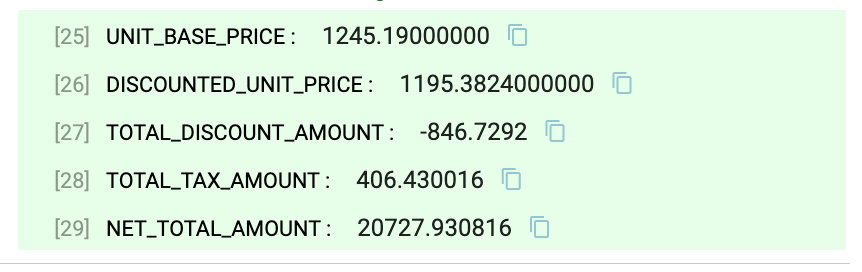 [25] UNIT_BASE_PRICE : 1245.19000000
[26] DISCOUNTED_UNIT_PRICE : 1195.3824000000
[27] TOTAL_DISCOUNT_AMOUNT : -846.7292
[28] TOTAL_TAX_AMOUNT : 406.430016
[29] NET_TOTAL_AMOUNT : 20727.930816